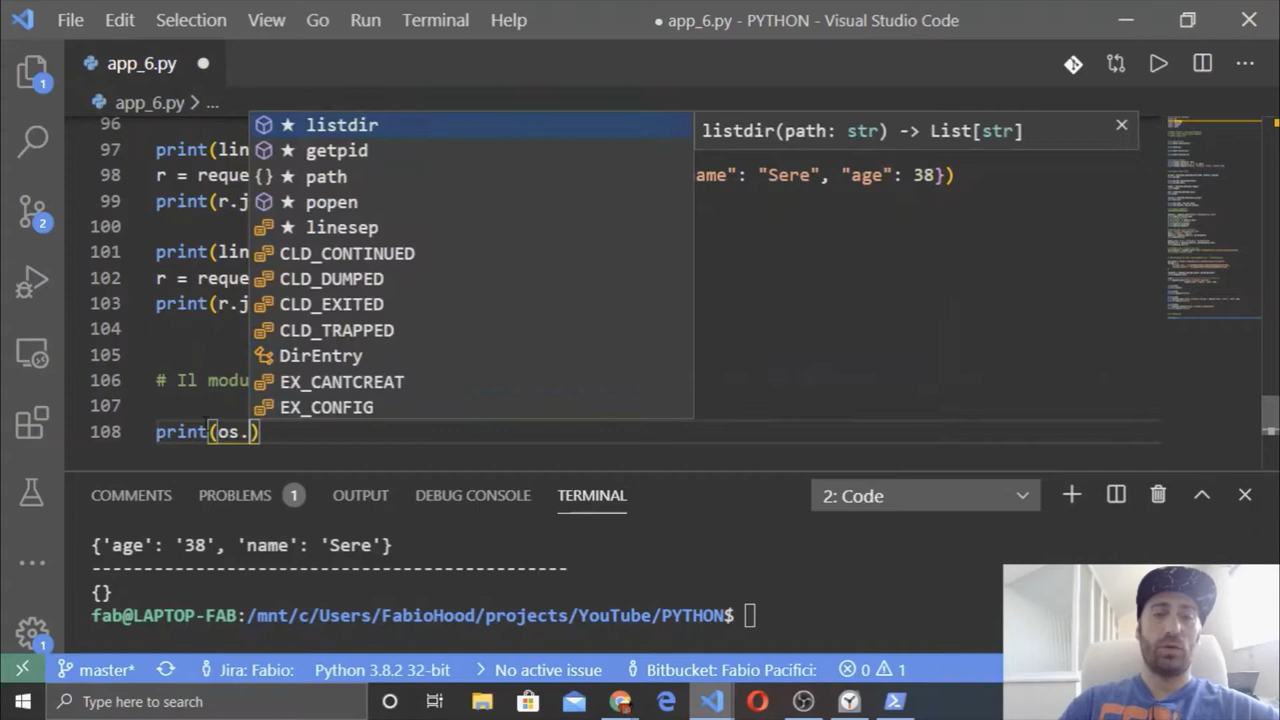 File Edit Selection View Go Run Terminal Help ● app_6.py - PYTHON - Visual Studio Code
1 app_6.py
app_6.py > ...
96
97 print(lin
98 r = reque ame": "Sere", "age": 38})
99 print(r.j
100
101 print(lin
102 r = reque
103 print(r.j
104
105
106 # Il modu
107
108 print(os.)
★ listdir
★ getpid
★ path
★ popen
★ linesep
CLD_CONTINUED
CLD_DUMPED
CLD_EXITED
CLD_TRAPPED
DirEntry
EX_CANTCREAT
EX_CONFIG
listdir(path: str) -> List[str]
2
COMMENTS PROBLEMS 1 OUTPUT DEBUG CONSOLE TERMINAL 2: Code
{'age': '38', 'name': 'Sere'}
----------------------------------------------
{}
fab@LAPTOP-FAB:/mnt/c/Users/FabioHood/projects/YouTube/PYTHON$
1
master* Jira: Fabio: Python 3.8.2 32-bit No active issue Bitbucket: Fabio Pacifici: 0 1
Type here to search